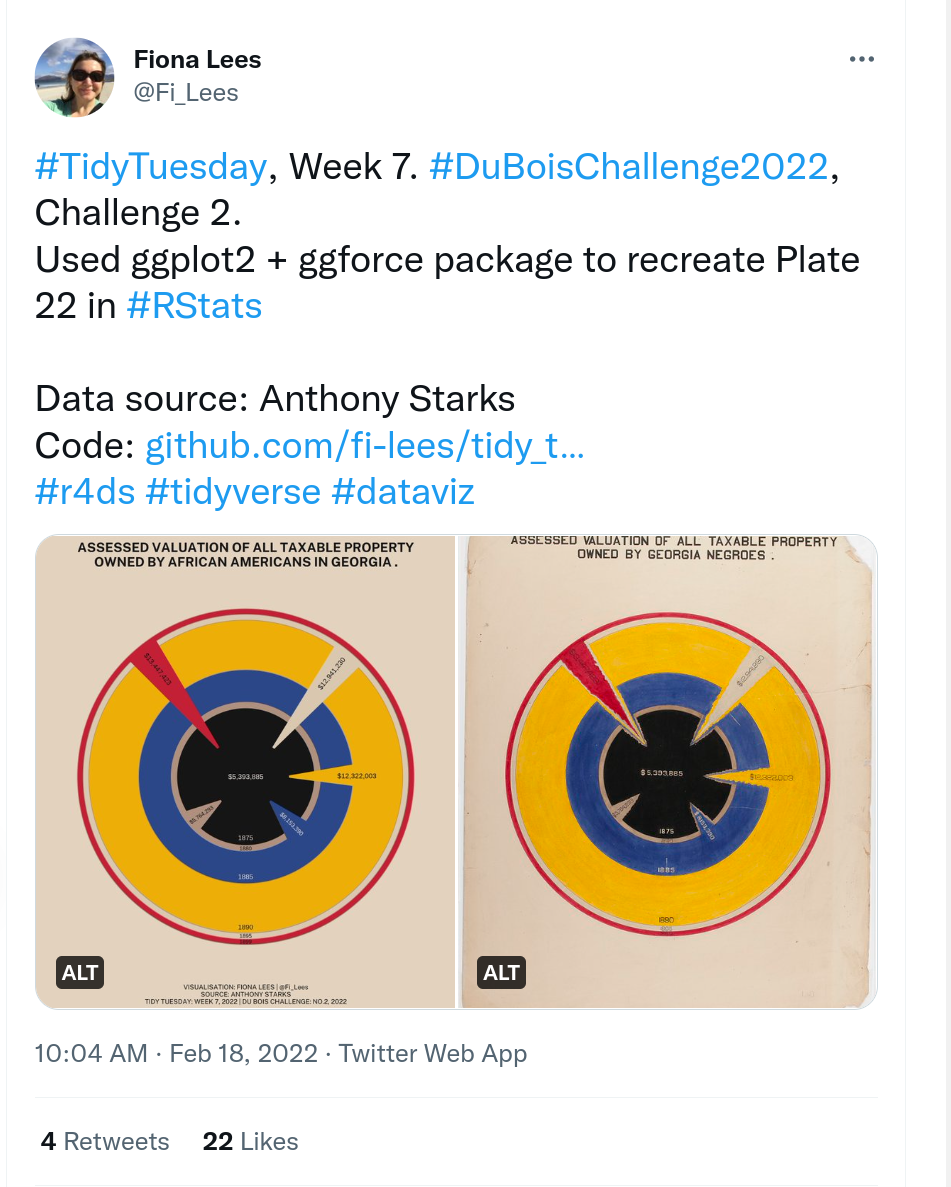 Fiona Lees
@Fi_Lees
#TidyTuesday, Week 7. #DuBoisChallenge2022,
Challenge 2.
Used ggplot2 + ggforce package to recreate Plate
22 in #RStats
Data source: Anthony Starks
Code: github.com/fi-lees/tidy_t...
#r4ds #tidyverse #dataviz
ASSESSED VALUATION OF ALL TAXABLE PROPERTY
OWNED BY AFRICAN AMERICANS IN GEORGIA .
$13,447,423
$12,941,230
$5,393,885
$12,322,003
$5,764,293
$8,153,390
1875
1880
1885
1890
1895
VISUALISATION: FIONA LEES | @Fi_Lees
SOURCE: ANTHONY STARKS
TIDY TUESDAY: WEEK 7, 2022 | DU BOIS CHALLENGE: NO.2, 2022
ALT
ASSESSED VALUATION OF ALL TAXABLE PROPERTY
OWNED BY GEORGIA NEGROES .
$5,393,885
1875
1885
1890
ALT
10:04 AM · Feb 18, 2022 · Twitter Web App
4 Retweets 22 Likes